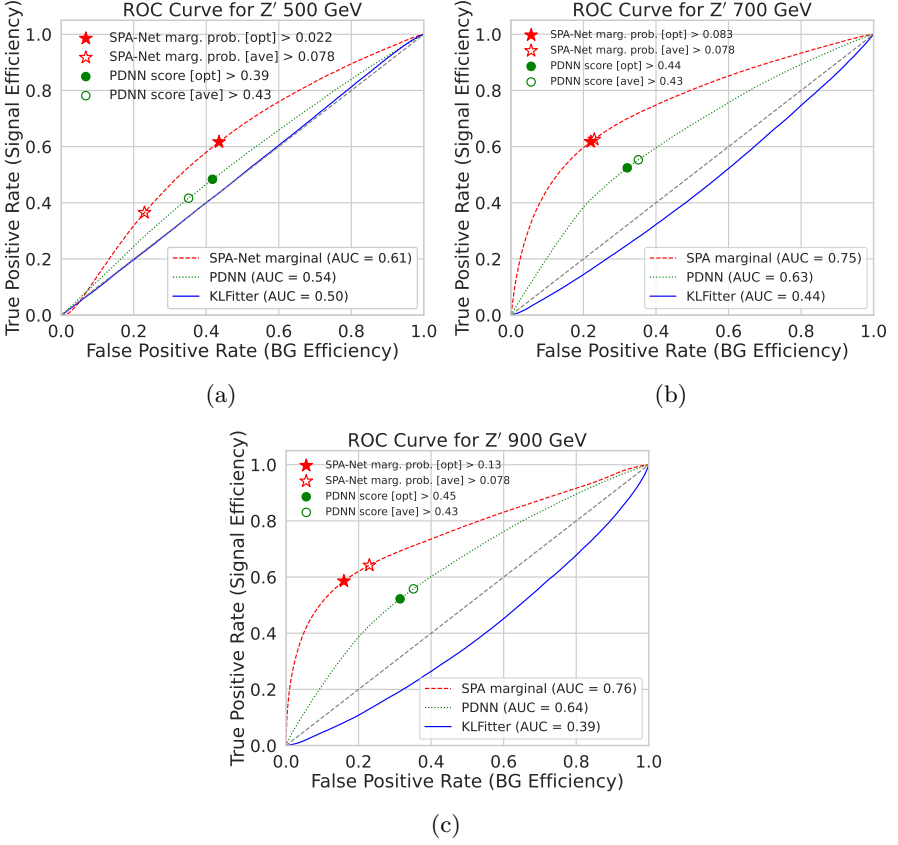 ROC Curve for Z′ 500 GeV
True Positive Rate (Signal Efficiency)
1.0
0.8
0.6
0.4
0.2
0.0
SPA-Net marg. prob. [opt] > 0.022
SPA-Net marg. prob. [ave] > 0.078
PDNN score [opt] > 0.39
PDNN score [ave] > 0.43
SPA-Net marginal (AUC = 0.61)
PDNN (AUC = 0.54)
KLFitter (AUC = 0.50)
0.0 0.2 0.4 0.6 0.8 1.0
False Positive Rate (BG Efficiency)
(a)
ROC Curve for Z′ 700 GeV
True Positive Rate (Signal Efficiency)
1.0
0.8
0.6
0.4
0.2
0.0
SPA-Net marg. prob. [opt] > 0.083
SPA-Net marg. prob. [ave] > 0.078
PDNN score [opt] > 0.44
PDNN score [ave] > 0.43
SPA marginal (AUC = 0.75)
PDNN (AUC = 0.63)
KLFitter (AUC = 0.44)
0.0 0.2 0.4 0.6 0.8 1.0
False Positive Rate (BG Efficiency)
(b)
ROC Curve for Z′ 900 GeV
True Positive Rate (Signal Efficiency)
1.0
0.8
0.6
0.4
0.2
0.0
SPA-Net marg. prob. [opt] > 0.13
SPA-Net marg. prob. [ave] > 0.078
PDNN score [opt] > 0.45
PDNN score [ave] > 0.43
SPA marginal (AUC = 0.76)
PDNN (AUC = 0.64)
KLFitter (AUC = 0.39)
0.0 0.2 0.4 0.6 0.8 1.0
False Positive Rate (BG Efficiency)
(c)